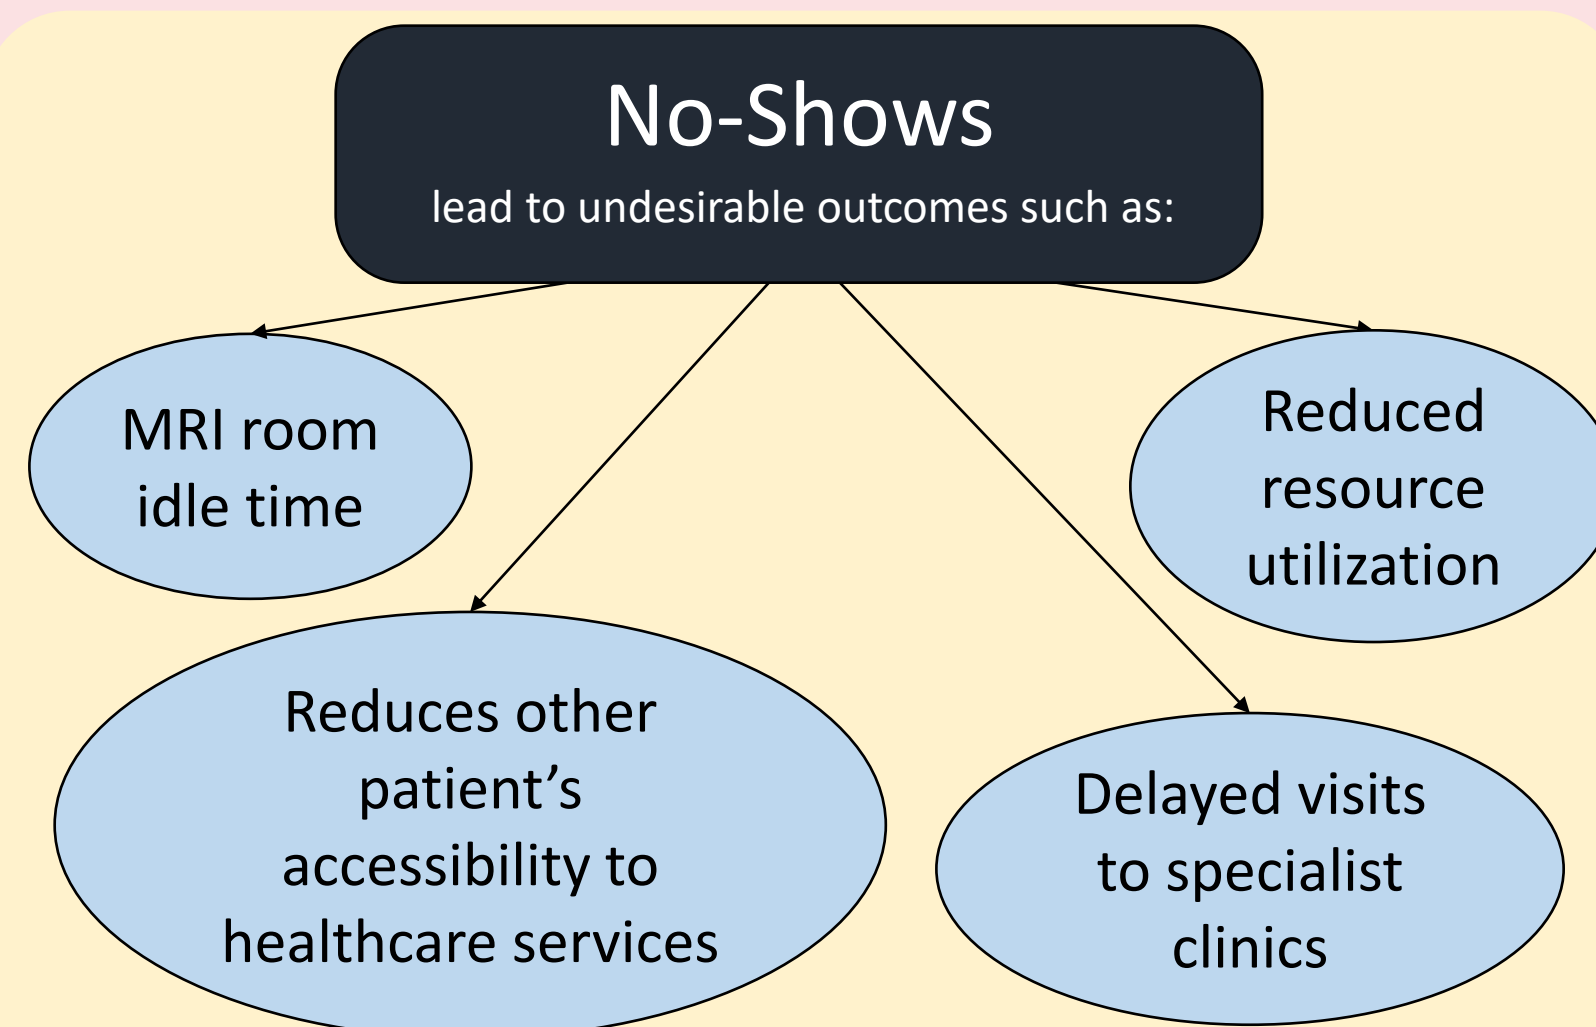 No-Shows
lead to undesirable outcomes such as:
MRI room
idle time
Reduced
resource
utilization
Reduces other
patient’s
accessibility to
healthcare services
Delayed visits
to specialist
clinics